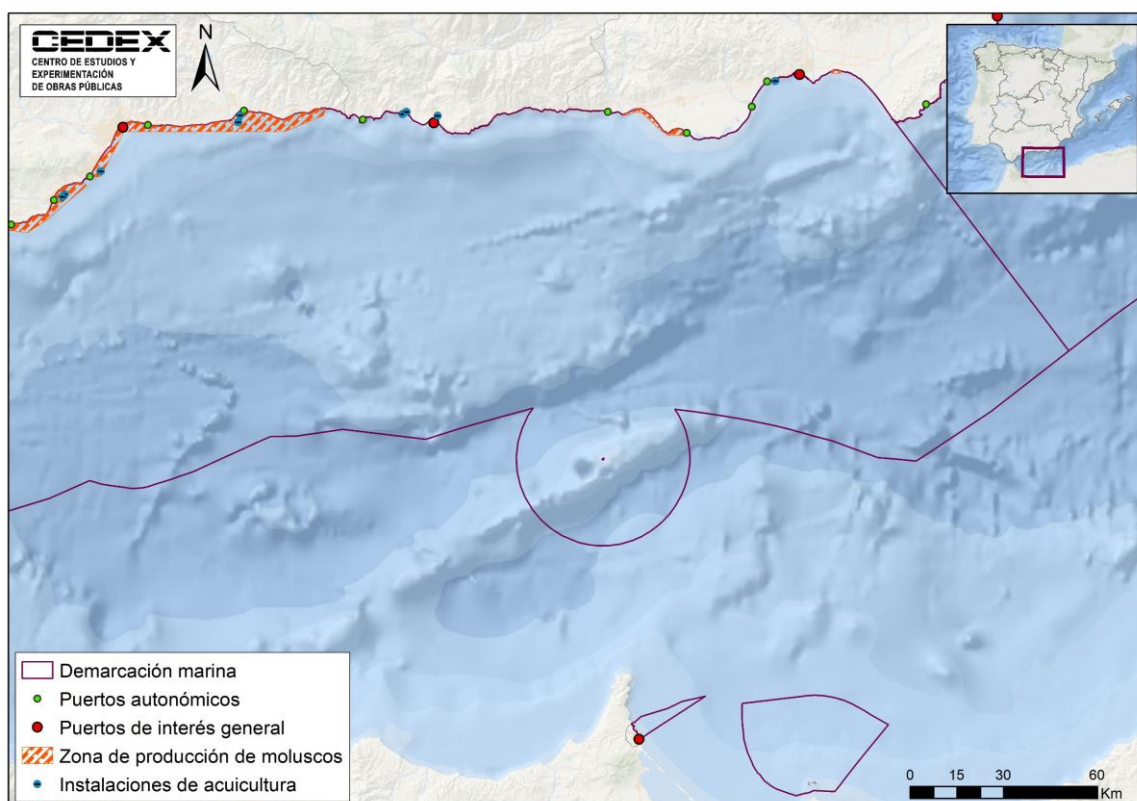 CEDEX
CENTRO DE ESTUDIOS Y
EXPERIMENTACIÓN
DE OBRAS PÚBLICAS
N
Demarcación marina
Puertos autonómicos
Puertos de interés general
Zona de producción de moluscos
Instalaciones de acuicultura
0 15 30 60
Km